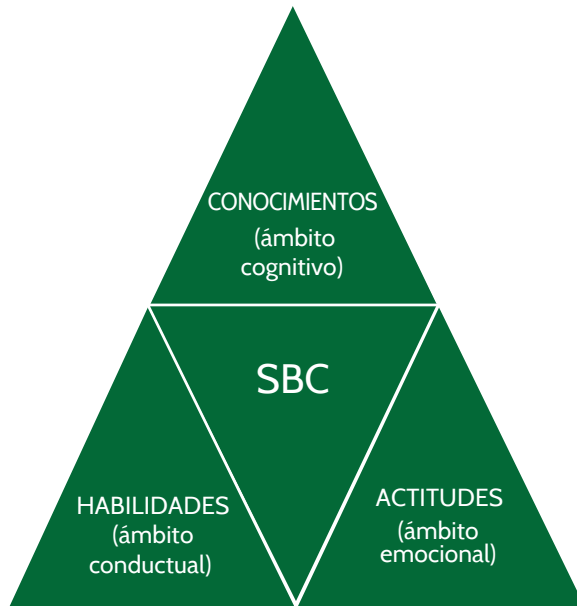 CONOCIMIENTOS
(ámbito
cognitivo)
SBC
HABILIDADES
(ámbito
conductual)
ACTITUDES
(ámbito
emocional)